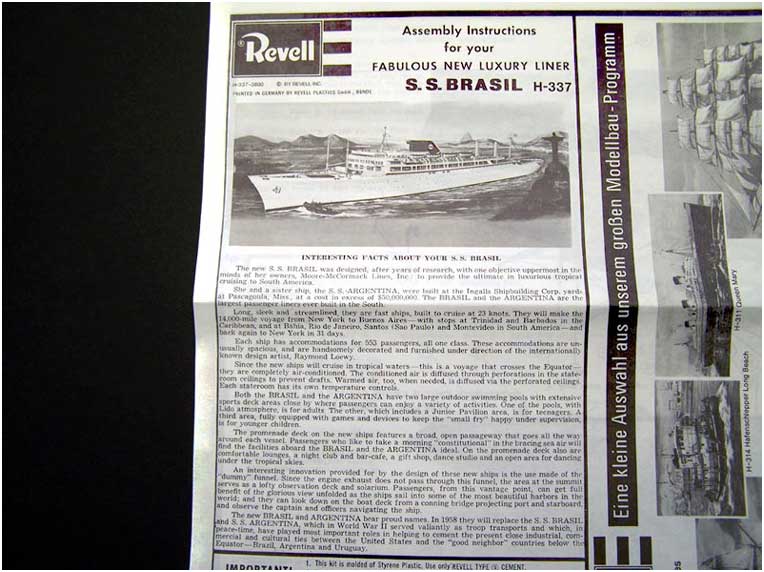 Revell
H-337-3800 © BY REVELL INC.
PRINTED IN GERMANY BY REVELL PLASTICS GmbH., BÜNDE
Assembly Instructions
for your
FABULOUS NEW LUXURY LINER
S. S. BRASIL H-337
INTERESTING FACTS ABOUT YOUR S. S. BRASIL
The new S. S. BRASIL was designed, after years of research, with one objective uppermost in the
minds of her owners, Moore-McCormack Lines, Inc.: to provide the ultimate in luxurious tropical
cruising to South America.
She and a sister ship, the S. S. ARGENTINA, were built at the Ingalls Shipbuilding Corp. yards
at Pascagoula, Miss., at a cost in excess of $50,000,000. The BRASIL and the ARGENTINA are the
largest passenger liners ever built in the South.
Long, sleek and streamlined, they are fast ships, built to cruise at 23 knots. They will make the
14,000-mile voyage from New York to Buenos Aires—with stops at Trinidad and Barbados in the
Caribbean, and at Bahia, Rio de Janeiro, Santos (Sao Paulo) and Montevideo in South America—and
back again to New York in 31 days.
Each ship has accommodations for 553 passengers, all one class. These accommodations are un-
usually spacious, and are handsomely decorated and furnished under direction of the internationally
known design artist, Raymond Loewy.
Since the new ships will cruise in tropical waters—this is a voyage that crosses the Equator—
they are completely air-conditioned. The conditioned air is diffused through perforations in the state-
room ceilings to prevent drafts. Warmed air, too, when needed, is diffused via the perforated ceilings.
Each stateroom has its own temperature controls.
Both the BRASIL and the ARGENTINA have two large outdoor swimming pools with extensive
sports deck areas close by where passengers can enjoy a variety of activities. One of the pools, with
Lido atmosphere, is for adults. The other, which includes a Junior Pavilion area, is for teenagers. A
third area, fully equipped with games and devices to keep the "small fry" happy under supervision,
is for younger children.
The promenade deck on the new ships features a broad, open passageway that goes all the way
around each vessel. Passengers who like to take a morning "constitutional" in the bracing sea air will
find the facilities aboard the BRASIL and the ARGENTINA ideal. On the promenade deck also are
comfortable lounges, a night club and bar-cafe, a gift shop, dance studio and an open area for dancing
under the tropical skies.
An interesting innovation provided for by the design of these new ships is the use made of the
"dummy" funnel. Since the engine exhaust does not pass through this funnel, the area at the summit
serves as a lofty observation deck and solarium. Passengers, from this vantage point, can get full
benefit of the glorious view unfolded as the ships sail into some of the most beautiful harbors in the
world; and they can look down on the boat deck from a conning bridge projecting port and starboard,
and observe the captain and officers navigating the ship.
The new BRASIL and ARGENTINA bear proud names. In 1958 they will replace the S. S. BRASIL
and S. S. ARGENTINA, which in World War II served valiantly as troop transports and which, in
peace-time, have played most important roles in helping to cement the present close industrial, com-
mercial and cultural ties between the United States and the "good neighbor" countries below the
Equator—Brazil, Argentina and Uruguay.
IMPORTANT! 1. This kit is molded of Styrene Plastic. Use only REVELL TYPE CEMENT.
Eine kleine Auswahl aus unserem großen Modellbau-Programm
H-311 Queen Mary
H-314 Hafenschlepper Long Beach